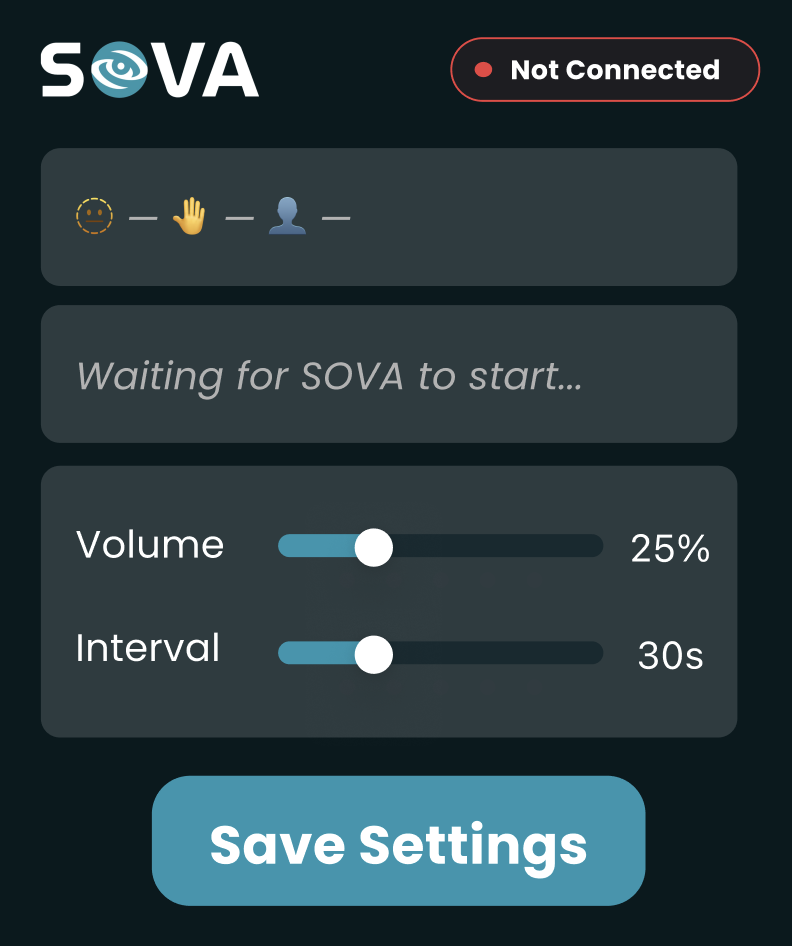 SOVA
Not Connected
🫥 — 🤚 — 👤 —
Waiting for SOVA to start...
Volume 25%
Interval 30s
Save Settings